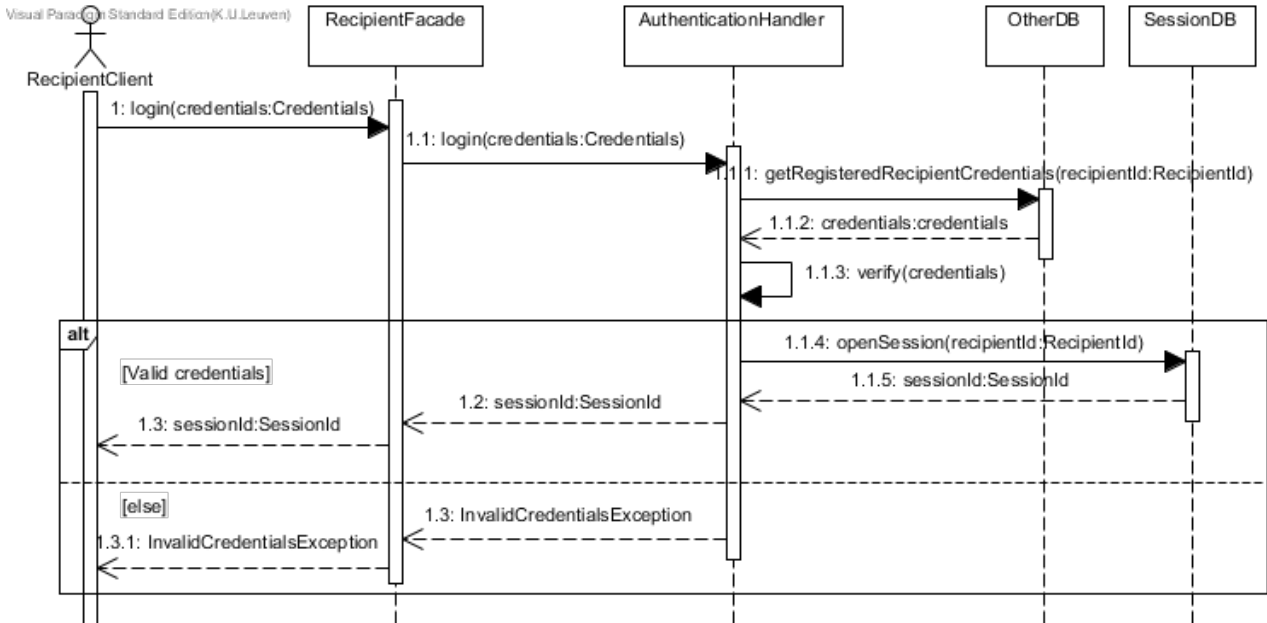 Visual Paradigm Standard Edition(K.U.Leuven)
RecipientClient
RecipientFacade
AuthenticationHandler
OtherDB
SessionDB
1: login(credentials:Credentials)
1.1: login(credentials:Credentials)
1.1.1: getRegisteredRecipientCredentials(recipientId:RecipientId)
1.1.2: credentials:credentials
1.1.3: verify(credentials)
alt
1.1.4: openSession(recipientId:RecipientId)
[Valid credentials]
1.1.5: sessionId:SessionId
1.2: sessionId:SessionId
1.3: sessionId:SessionId
[else]
1.3: InvalidCredentialsException
1.3.1: InvalidCredentialsException